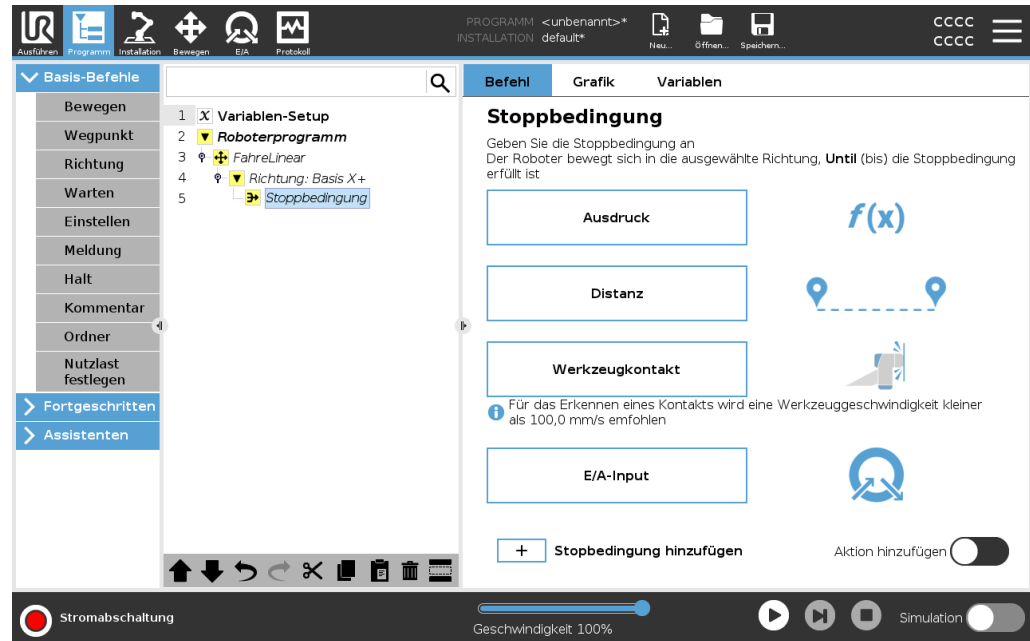 PROGRAMM <unbenannt>*
INSTALLATION default*
UR
Ausführen Programm Installation Bewegen E/A Protokoll
Neu... Öffnen... Speichern...
CCCC
CCCC
Basis-Befehle
Bewegen
Wegpunkt
Richtung
Warten
Einstellen
Meldung
Halt
Kommentar
Ordner
Nutzlast
festlegen
Fortgeschritten
Assistenten
1 X Variablen-Setup
2 Roboterprogramm
3 FahreLinear
4 Richtung: Basis X+
5 Stoppbedingung
Befehl Grafik Variablen
Stoppbedingung
Geben Sie die Stoppbedingung an
Der Roboter bewegt sich in die ausgewählte Richtung, Until (bis) die Stoppbedingung
erfüllt ist
Ausdruck f(x)
Distanz
Werkzeugkontakt
Für das Erkennen eines Kontakts wird eine Werkzeuggeschwindigkeit kleiner
als 100,0 mm/s emfohlen
E/A-Input
+ Stopbedingung hinzufügen Aktion hinzufügen
Stromabschaltung
Geschwindigkeit 100%
Simulation